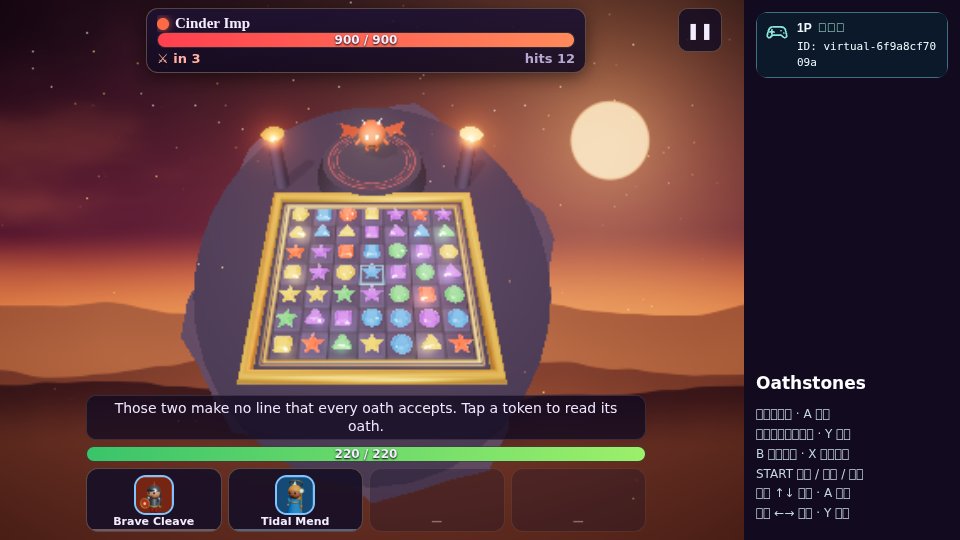 Cinder Imp
900 / 900
⚔ in 3
hits 12
1P
ID: virtual-6f9a8cf70
09a
Those two make no line that every oath accepts. Tap a token to read its
oath.
220 / 220
Brave Cleave
Tidal Mend
—
—
Oathstones
· A
· Y
B · X
START / /
↑↓ · A
←→ · Y